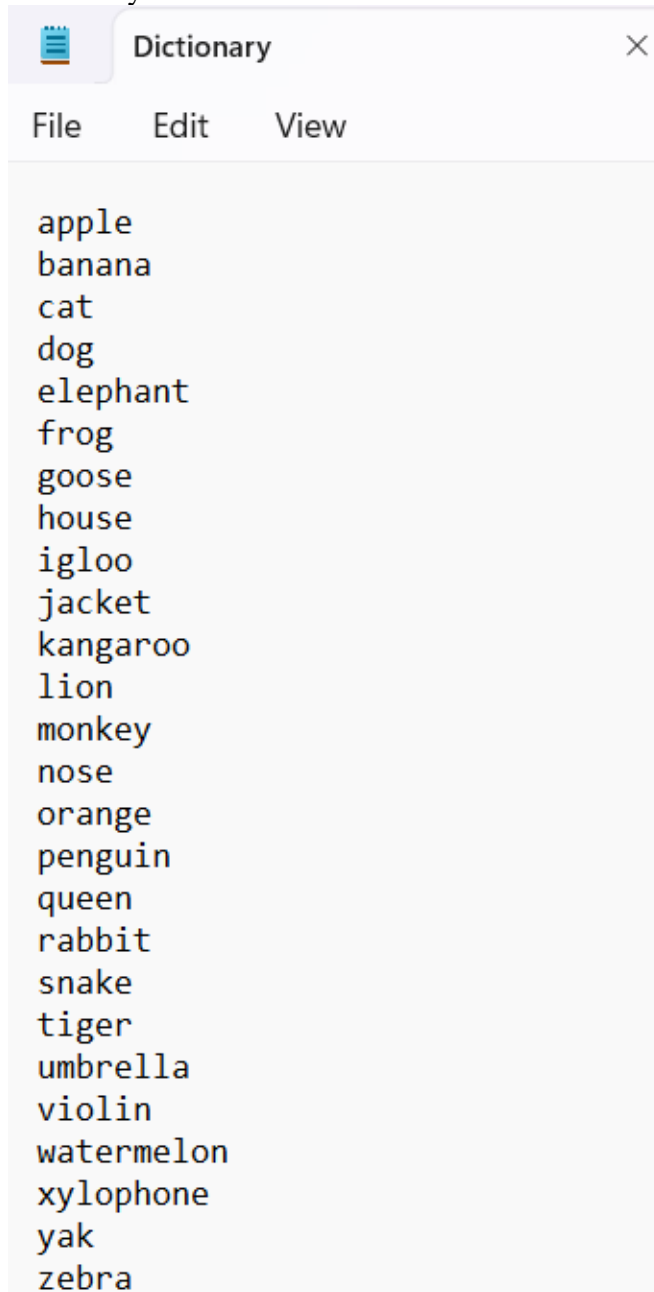 Dictionary
File Edit View
apple
banana
cat
dog
elephant
frog
goose
house
igloo
jacket
kangaroo
lion
monkey
nose
orange
penguin
queen
rabbit
snake
tiger
umbrella
violin
watermelon
xylophone
yak
zebra